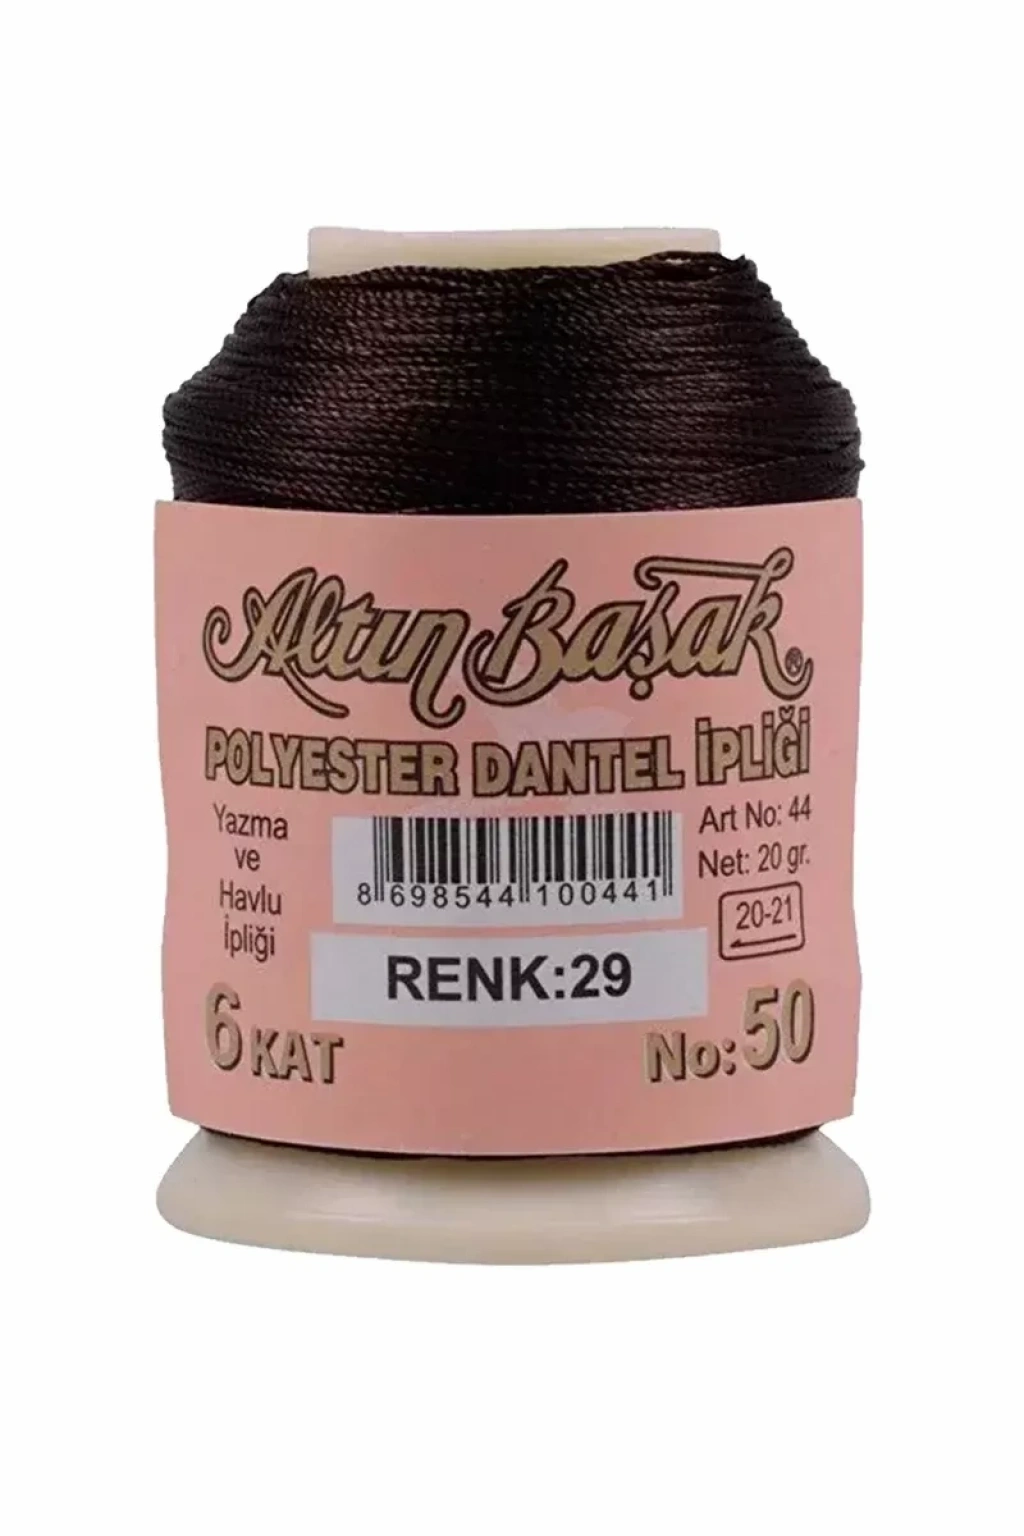 Altın Başak®
POLYESTER DANTEL İPLİĞİ
Yazma
ve
Havlu
İpliği
8 698544 100441
Art No: 44
Net: 20 gr.
20-21
RENK:29
6 KAT
No: 50